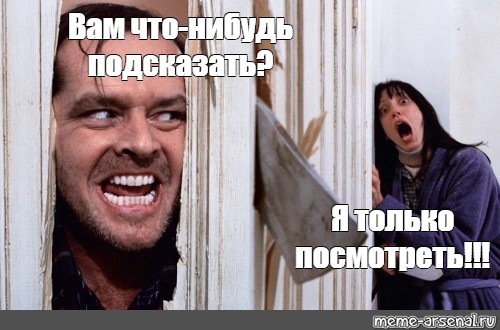 Вам что-нибудь
подсказать?
Я только
посмотреть!!!
meme-arsenal.ru